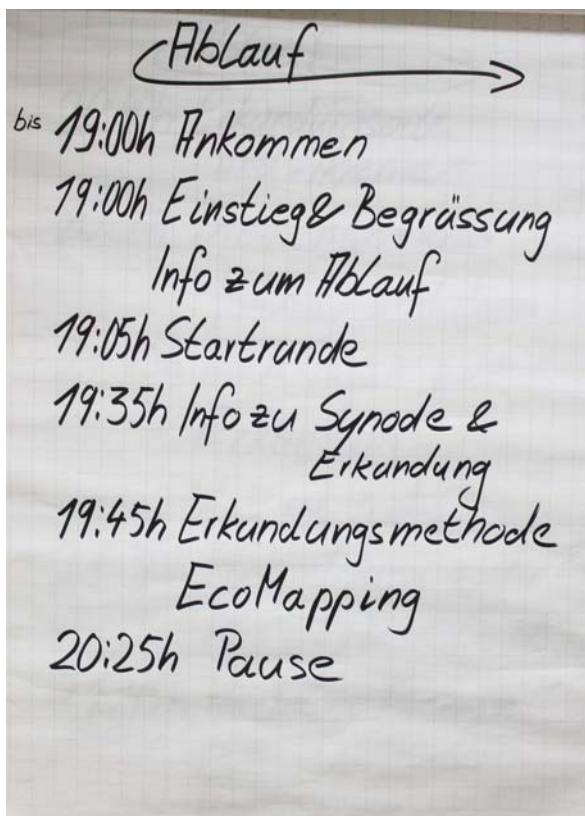 Ablauf
bis 19:00h Ankommen
19:00h Einstieg & Begrüssung
Info zum Ablauf
19:05h Startrunde
19:35h Info zu Synode &
Erkundung
19:45h Erkundungsmethode
EcoMapping
20:25h Pause